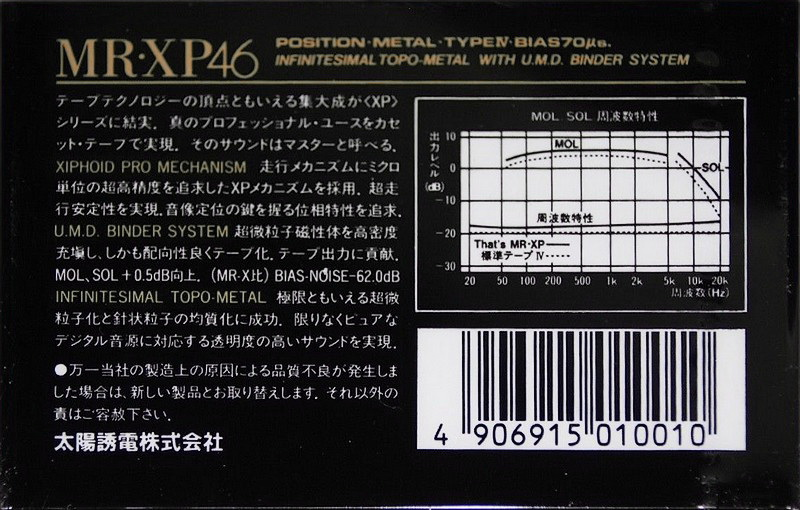 MR·XP46
POSITION·METAL·TYPEⅣ·BIAS70μs.
INFINITESIMAL TOPO-METAL WITH U.M.D. BINDER SYSTEM
テープテクノロジーの頂点ともいえる集大成が〈XP〉
シリーズに結実。真のプロフェッショナル・ユースをカセ
ット・テープで実現。そのサウンドはマスターと呼べる。
XIPHOID PRO MECHANISM 走行メカニズムにミクロ
単位の超高精度を追求したXPメカニズムを採用。超走
行安定性を実現。音像定位の鍵を握る位相特性を追求。
U.M.D. BINDER SYSTEM 超微粒子磁性体を高密度
充塡し、しかも配向性良くテープ化。テープ出力に貢献。
MOL、SOL+0.5dB向上。(MR-X比) BIAS-NOISE-62.0dB
INFINITESIMAL TOPO-METAL 極限ともいえる超微
粒子化と針状粒子の均質化に成功。限りなくピュアな
デジタル音源に対応する透明度の高いサウンドを実現。
●万一当社の製造上の原因による品質不良が発生しま
した場合は、新しい製品とお取り替えします。それ以外の
責はご容赦下さい。
太陽誘電株式会社
MOL SOL 周波数特性
出力レベル(dB)
10
0
-10
-20
-30
MOL
SOL
周波数特性
That's MR·XP
標準テープⅣ
20 50 100 200 500 1k 2k 5k 10k 20k
周波数(Hz)
4 906915 010010